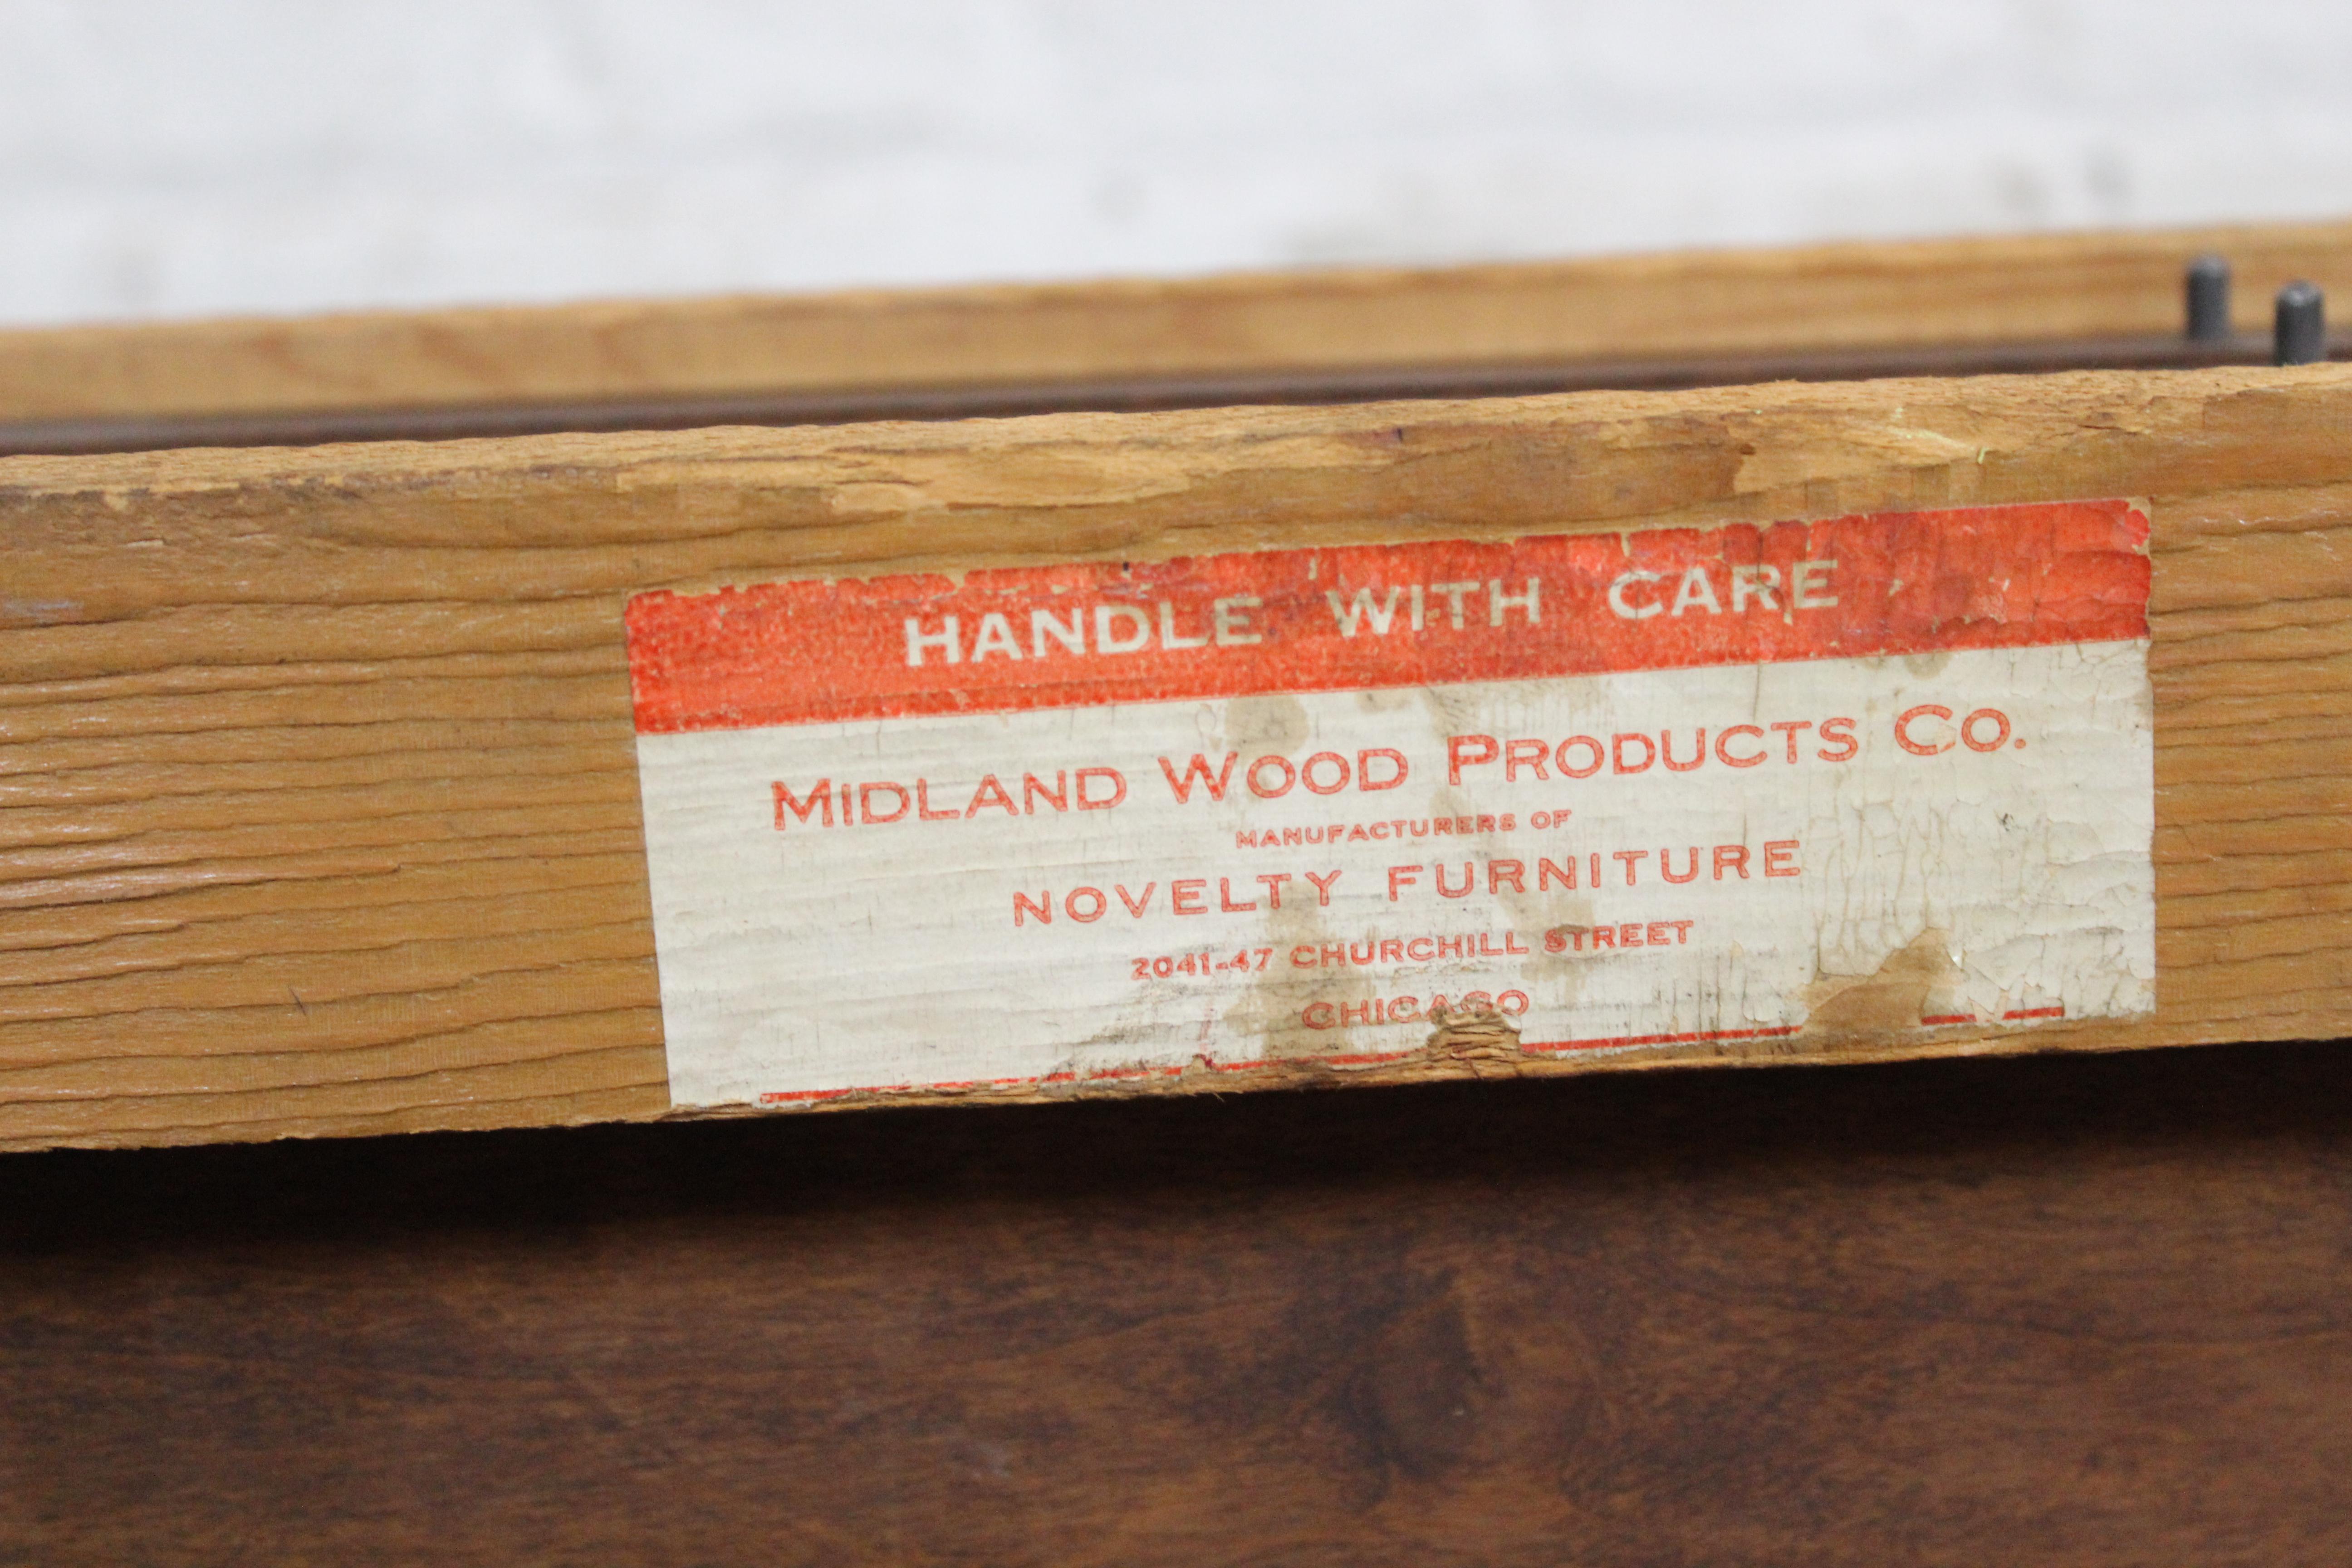 HANDLE WITH CARE
MIDLAND WOOD PRODUCTS CO.
MANUFACTURERS OF
NOVELTY FURNITURE
2041-47 CHURCHILL STREET
CHICAGO